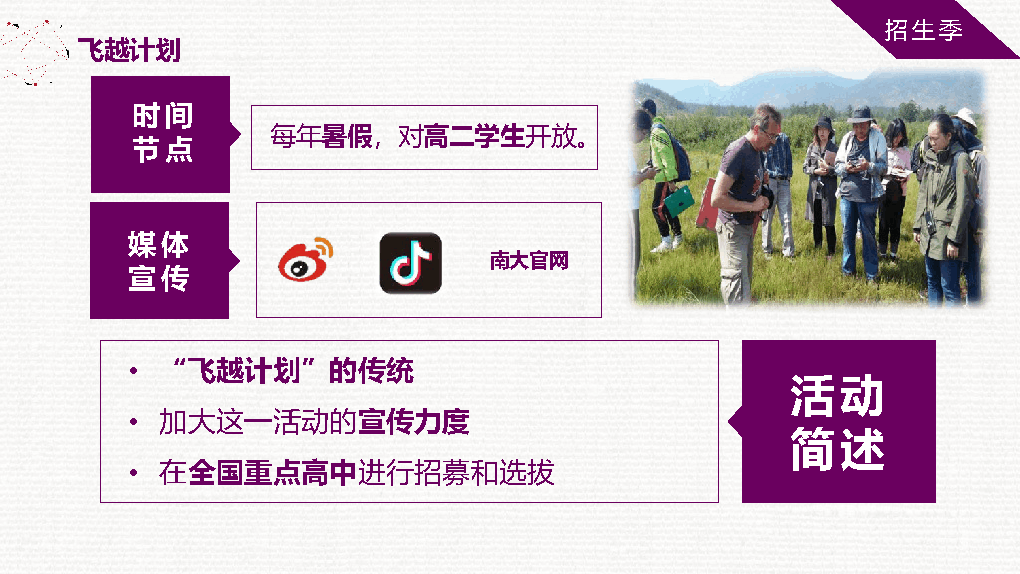 招生季
飞越计划
时间
节点
每年暑假，对高二学生开放。
媒体
宣传
南大官网
• “飞越计划”的传统
• 加大这一活动的宣传力度
• 在全国重点高中进行招募和选拔
活动
简述